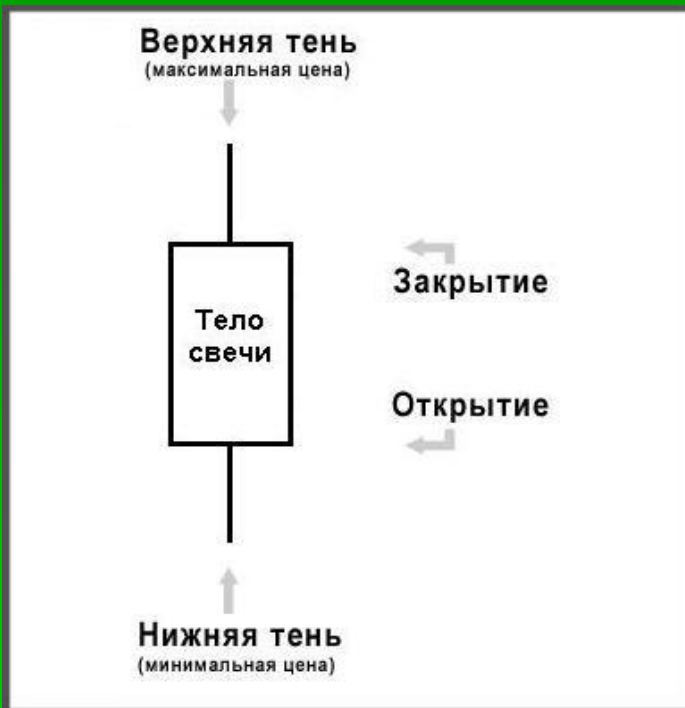 Верхняя тень
(максимальная цена)
Закрытие
Тело
свечи
Открытие
Нижняя тень
(минимальная цена)